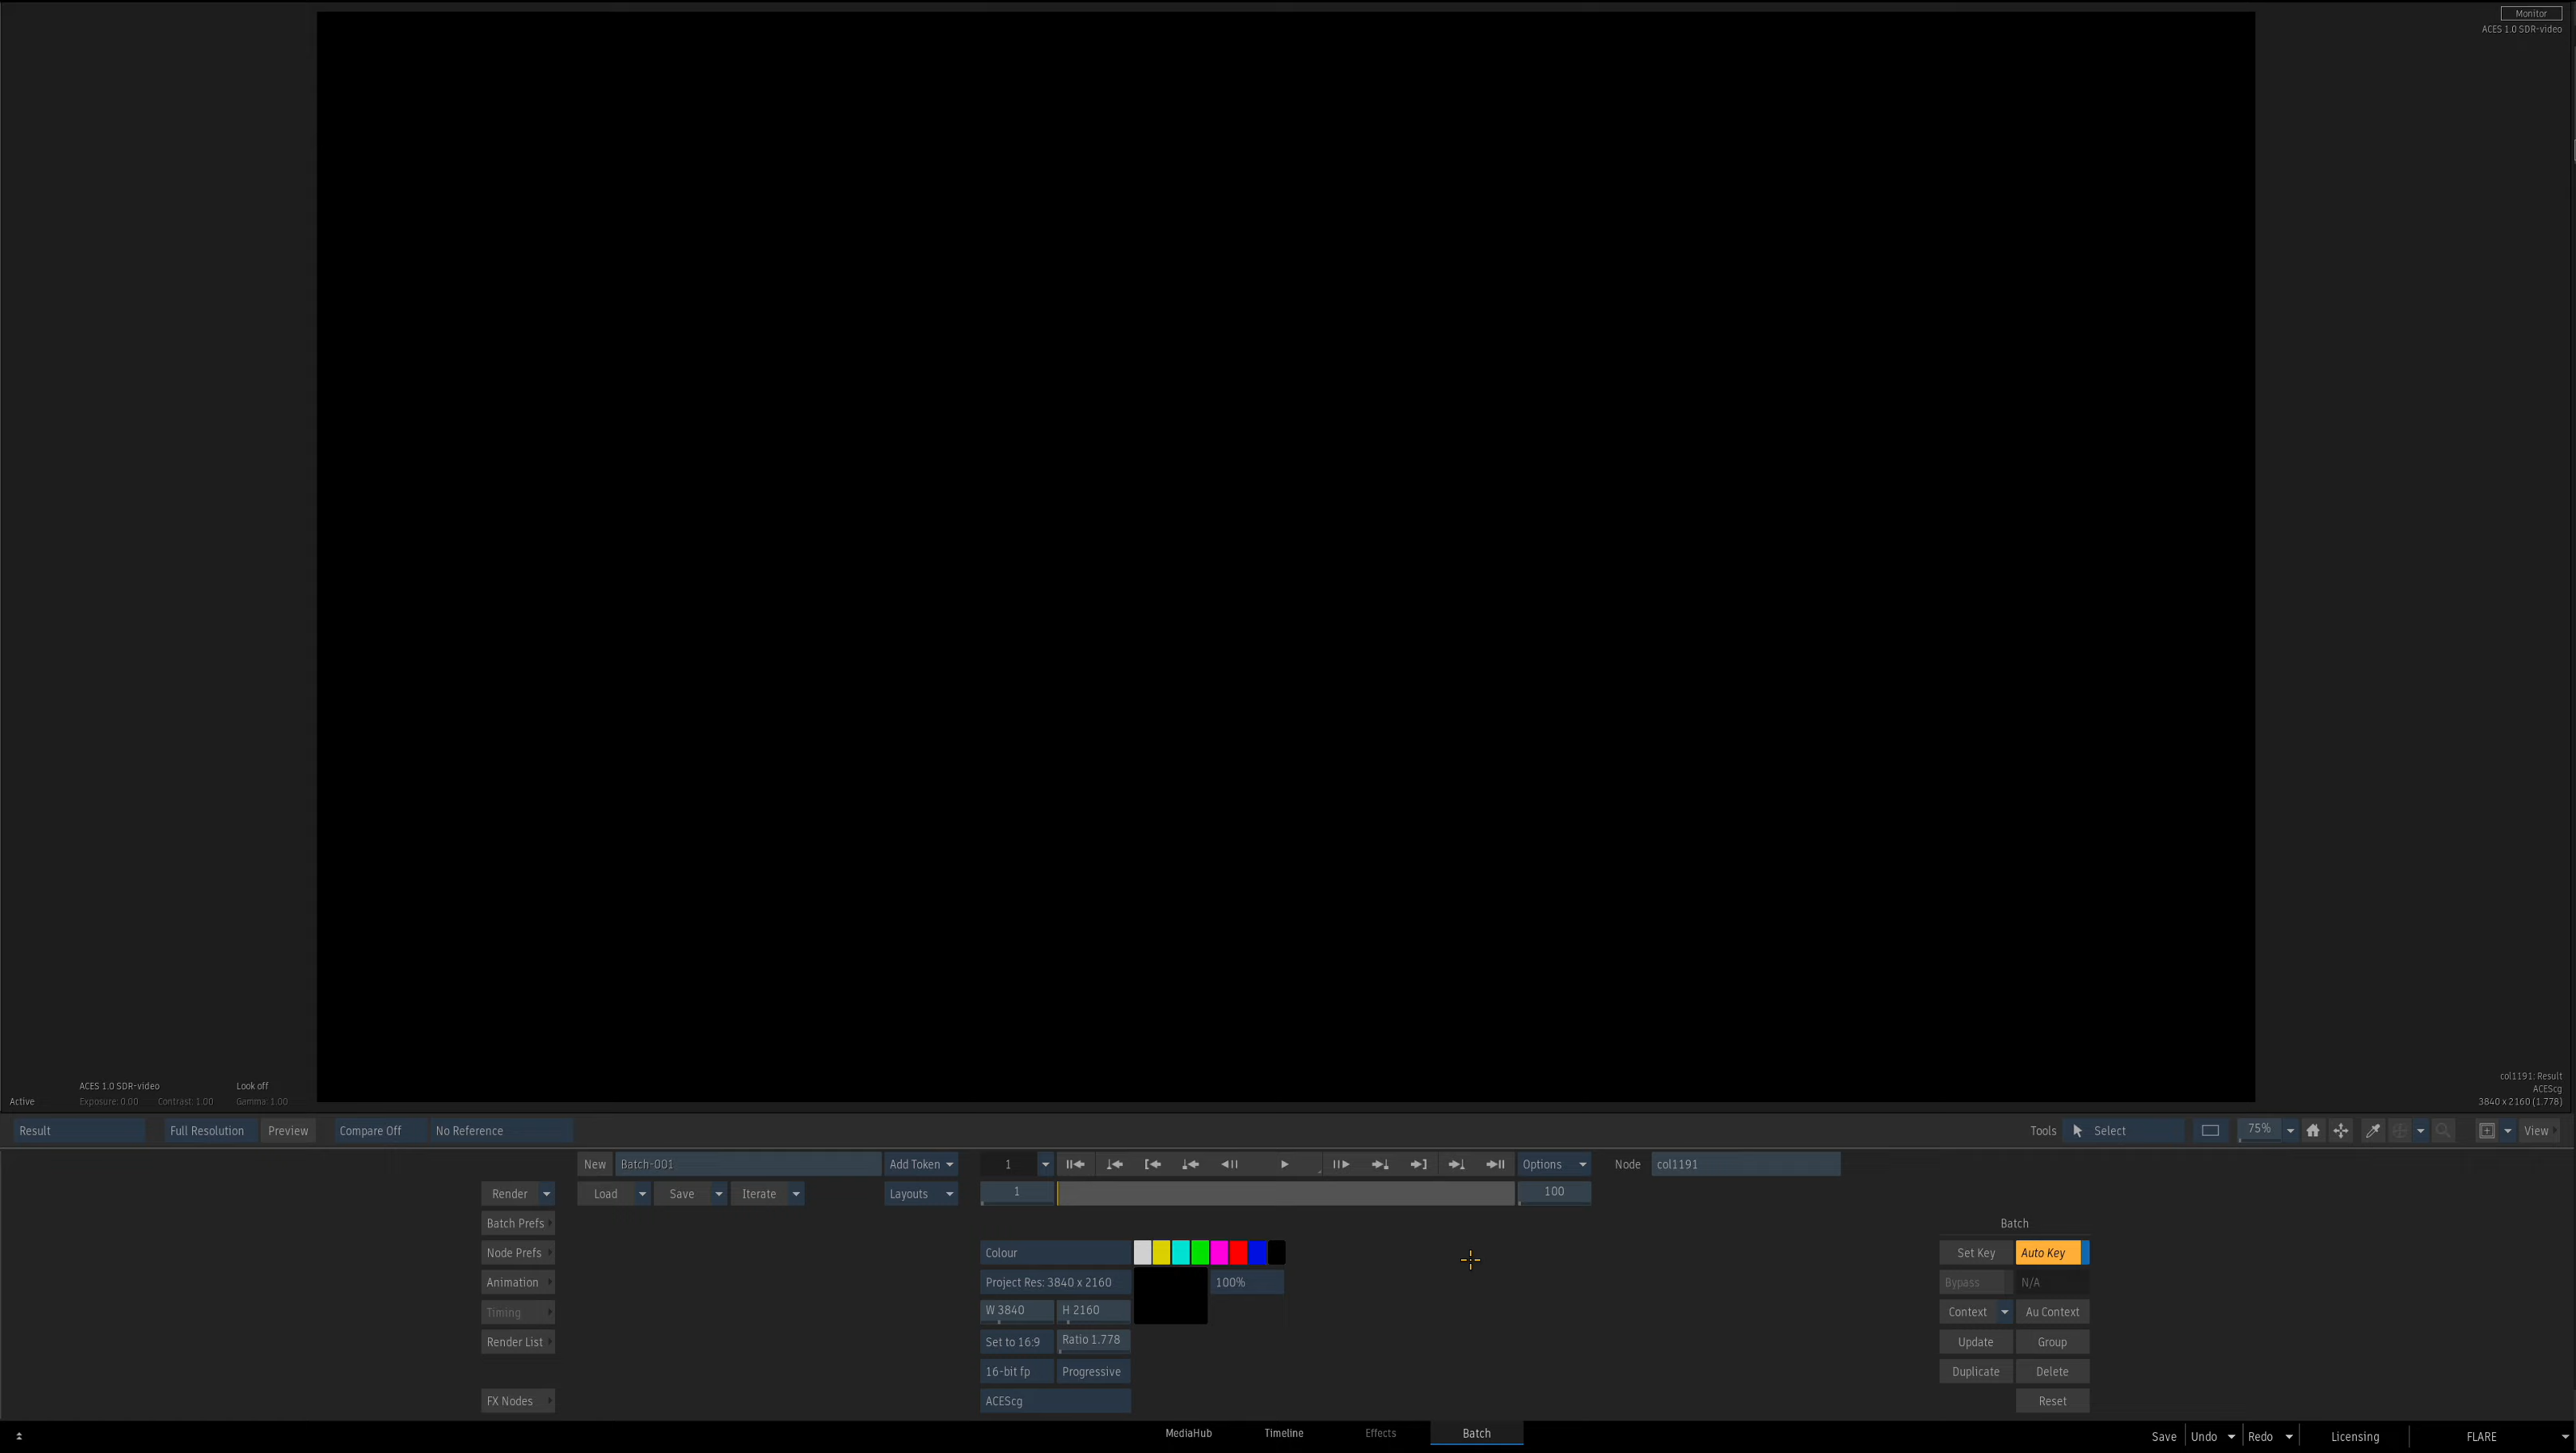 Monitor
ACES 1.0 SDR-video
ACES 1.0 SDR-video Look off
Active Exposure: 0.00 Contrast: 1.00 Gamma: 1.00
col1191: Result
ACEScg
3840 x 2160 (1.778)
Result Full Resolution Preview Compare Off No Reference Tools Select 75% View
New Batch-001 Add Token 1 Options Node col1191
Render Load Save Iterate Layouts 1 100
Batch Prefs Batch
Node Prefs Colour Set Key Auto Key
Animation Project Res: 3840 x 2160 100% Bypass N/A
Timing W 3840 H 2160 Context Au Context
Render List Set to 16:9 Ratio 1.778 Update Group
16-bit fp Progressive Duplicate Delete
FX Nodes ACEScg Reset
MediaHub Timeline Effects Batch Save Undo Redo Licensing FLARE